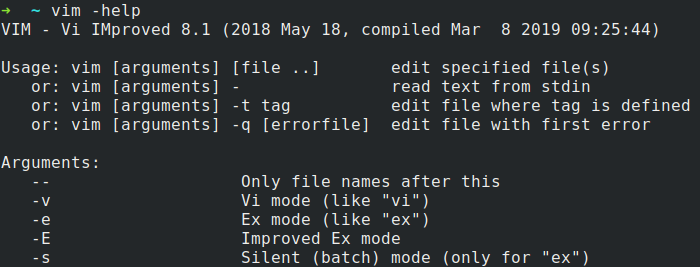 ➜  ~ vim -help
VIM - Vi IMproved 8.1 (2018 May 18, compiled Mar  8 2019 09:25:44)
Usage: vim [arguments] [file ..]       edit specified file(s)
   or: vim [arguments] -               read text from stdin
   or: vim [arguments] -t tag          edit file where tag is defined
   or: vim [arguments] -q [errorfile]  edit file with first error
Arguments:
   --                   Only file names after this
   -v                   Vi mode (like "vi")
   -e                   Ex mode (like "ex")
   -E                   Improved Ex mode
   -s                   Silent (batch) mode (only for "ex")